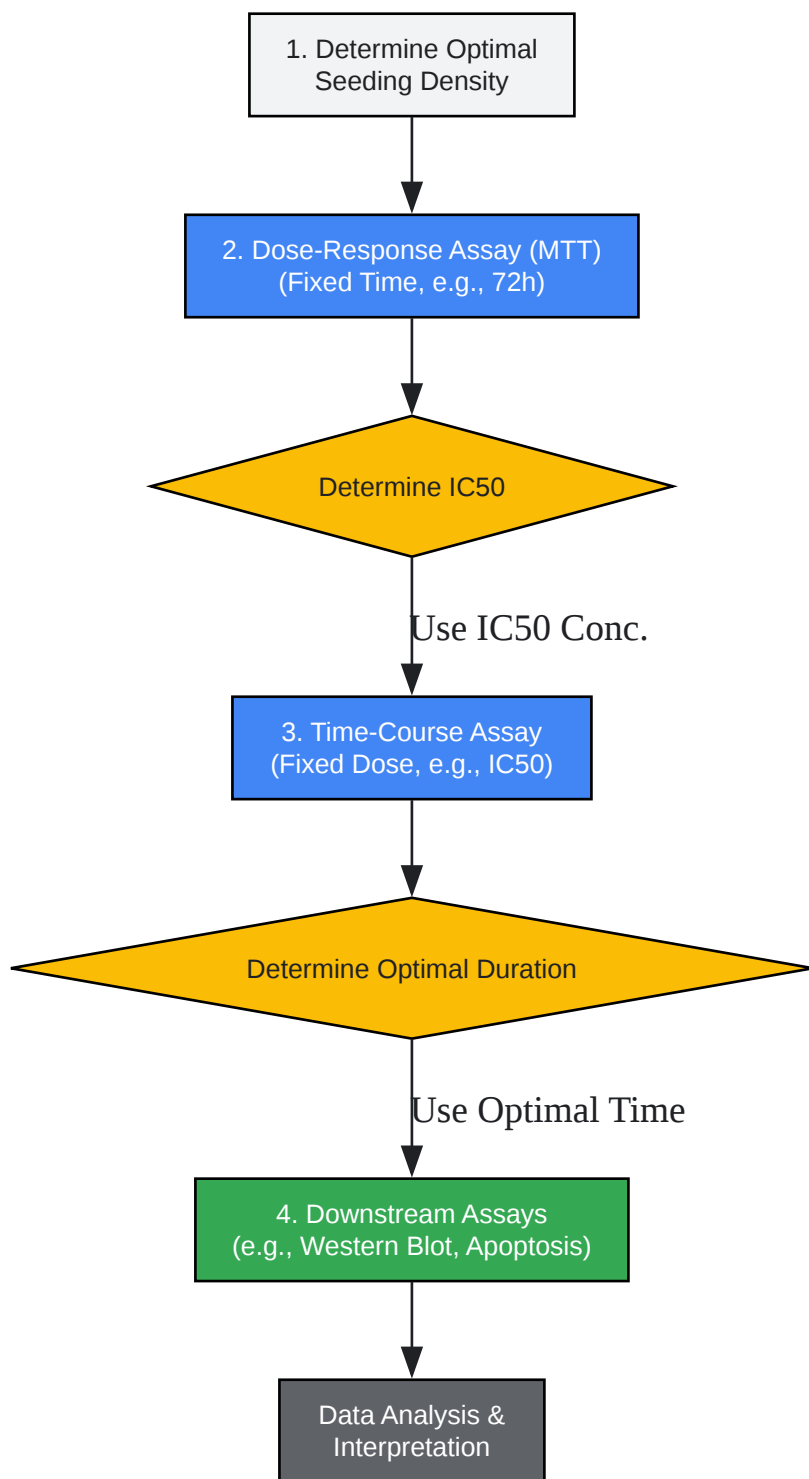 1. Determine Optimal
Seeding Density
2. Dose-Response Assay (MTT)
(Fixed Time, e.g., 72h)
Determine IC50
Use IC50 Conc.
3. Time-Course Assay
(Fixed Dose, e.g., IC50)
Determine Optimal Duration
Use Optimal Time
4. Downstream Assays
(e.g., Western Blot, Apoptosis)
Data Analysis &
Interpretation